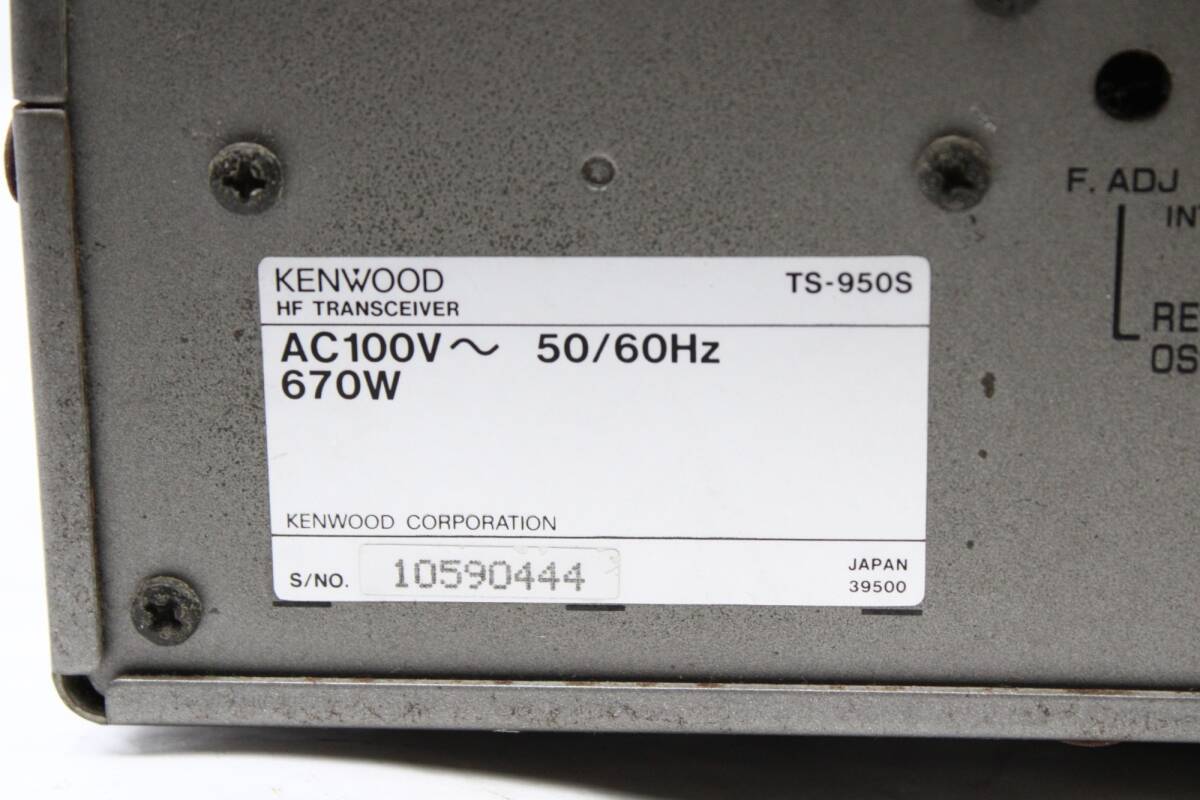 KENWOOD TS-950S
HF TRANSCEIVER
AC100V～ 50/60Hz
670W
KENWOOD CORPORATION
S/NO. 10590444
JAPAN
39500
F. ADJ